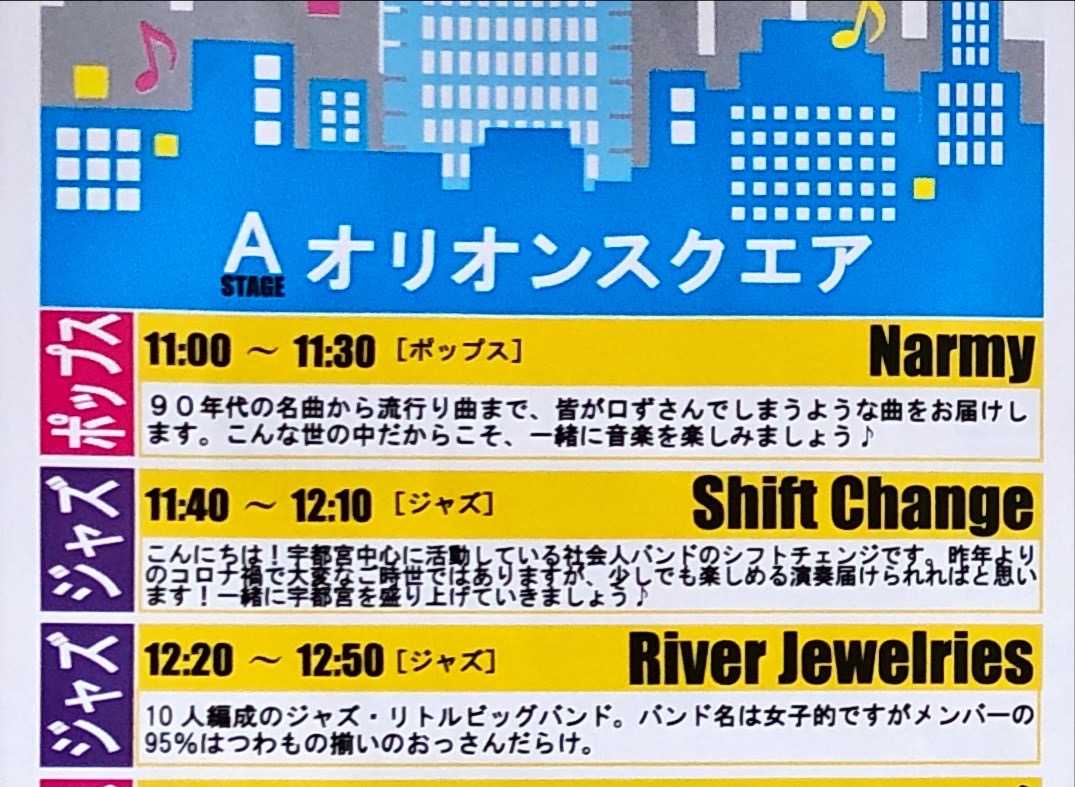 A STAGE オリオンスクエア
ポップス
11:00 ～ 11:30 [ポップス] Narmy
９０年代の名曲から流行り曲まで、皆が口ずさんでしまうような曲をお届けし
ます。こんな世の中だからこそ、一緒に音楽を楽しみましょう♪
ジャズ
11:40 ～ 12:10 [ジャズ] Shift Change
こんにちは！宇都宮中心に活動している社会人バンドのシフトチェンジです。昨年より
のコロナ禍で大変なご時世ではありますが、少しでも楽しめる演奏届けられればと思い
ます！一緒に宇都宮を盛り上げていきましょう♪
ジャズ
12:20 ～ 12:50 [ジャズ] River Jewelries
10人編成のジャズ・リトルビッグバンド。バンド名は女子的ですがメンバーの
95%はつわもの揃いのおっさんだらけ。